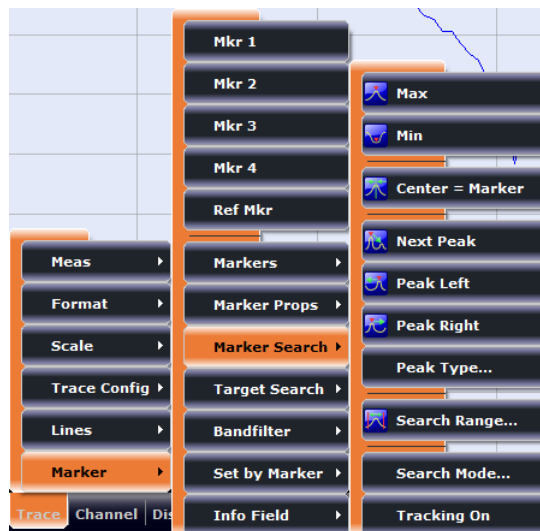 Mkr 1
Mkr 2
Mkr 3
Mkr 4
Ref Mkr
Markers
Marker Props
Marker Search
Target Search
Bandfilter
Set by Marker
Info Field
Max
Min
Center = Marker
Next Peak
Peak Left
Peak Right
Peak Type...
Search Range...
Search Mode...
Tracking On
Meas
Format
Scale
Trace Config
Lines
Marker
Trace Channel